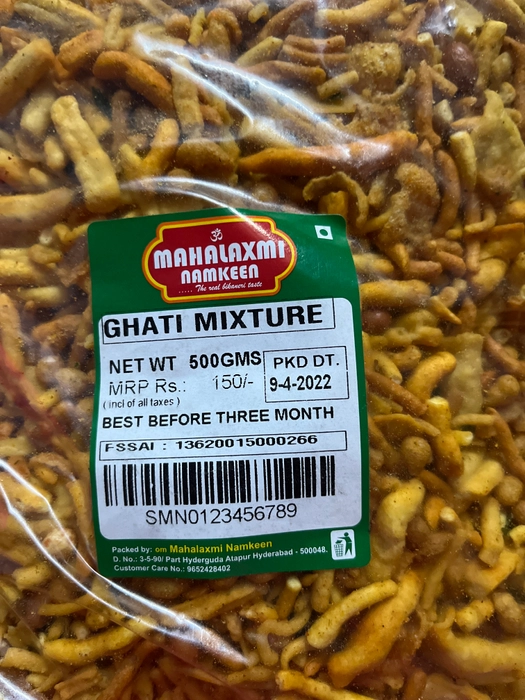 ॐ
MAHALAXMI
NAMKEEN
..... The real bikaneri taste
GHATI MIXTURE
NET WT 500GMS
MRP Rs.: 150/-
(incl of all taxes)
PKD DT.
9-4-2022
BEST BEFORE THREE MONTH
FSSAI : 13620015000266
SMN0123456789
Packed by: om Mahalaxmi Namkeen
D. No.: 3-5-90/ Part Hyderguda Atapur Hyderabad - 500048.
Customer Care No.: 9652428402